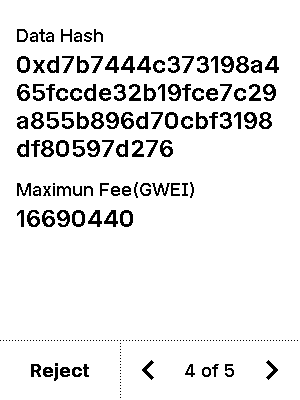 Data Hash
0xd7b7444c373198a4
65fccde32b19fce7c29
a855b896d70cbf3198
df80597d276
Maximun Fee(GWEI)
16690440
Reject
4 of 5